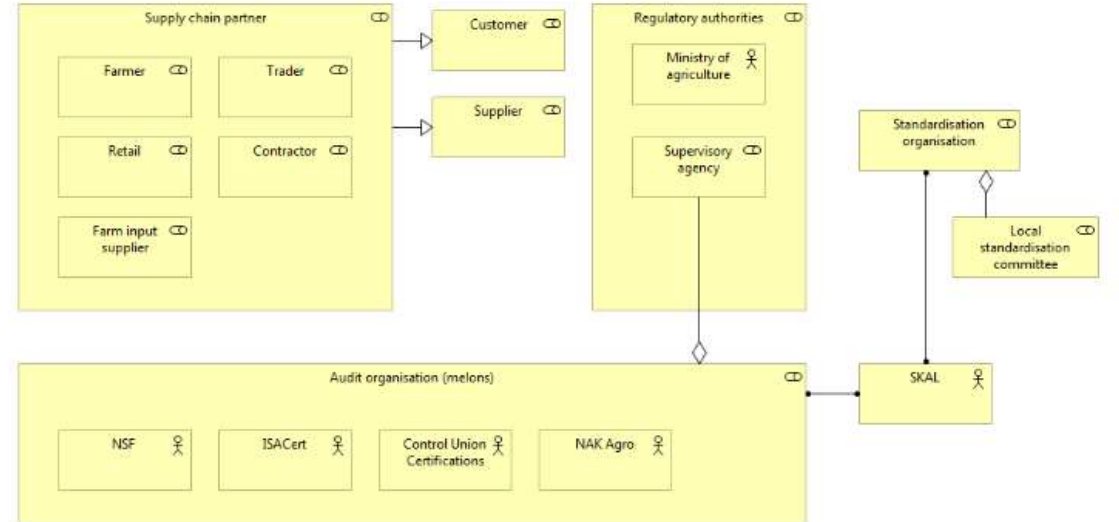 Supply chain partner
Customer
Regulatory authorities
Farmer
Trader
Ministry of
agriculture
Supplier
Standardisation
organisation
Retail
Contractor
Supervisory
agency
Farm input
supplier
Local
standardisation
committee
Audit organisation (melons)
SKAL
NSF
ISACert
Control Union
Certifications
NAK Agro